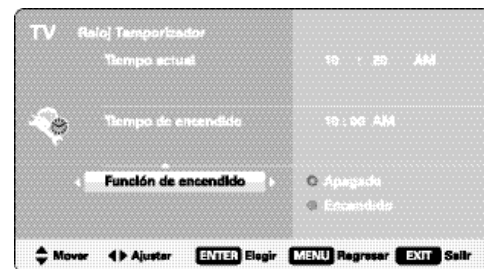 TV Reloj Temporizador
Tiempo actual 10 : 20 AM
Tiempo de encendido 10 : 00 AM
Función de encendido Apagado
Encendido
Mover Ajustar ENTER Elegir MENU Regresar EXIT Salir